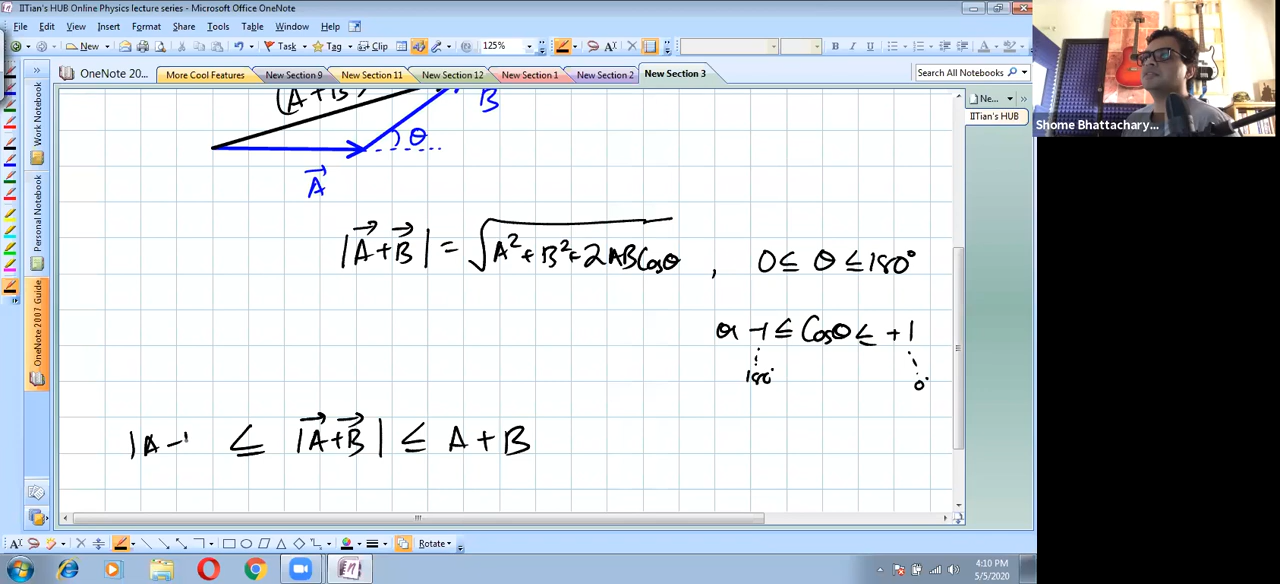 IITian's HUB Online Physics lecture series - Microsoft Office OneNote
File Edit View Insert Format Share Tools Table Window Help
New Task Tag Clip 125% B I U
OneNote 20... More Cool Features New Section 9 New Section 11 New Section 12 New Section 1 New Section 2 New Section 3 Search All Notebooks
Ne...
IITian's HUB
Shome Bhattachary...
Work Notebook
Personal Notebook
OneNote 2007 Guide
(A+B)
B
θ
A⃗
|A⃗+B⃗| = √A²+B²+2ABCosθ , 0≤ θ ≤180°
or -1 ≤ Cosθ ≤ +1
180° 0°
|A- ≤ |A⃗+B⃗| ≤ A+B
Rotate
4:10 PM
5/5/2020